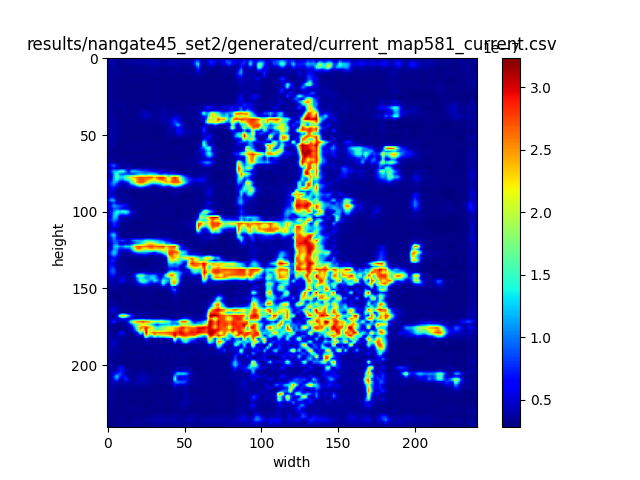 results/nangate45_set2/generated/current_map581_current.csv
1e−7
0
50
100
150
200
height
0 50 100 150 200
width
3.0
2.5
2.0
1.5
1.0
0.5